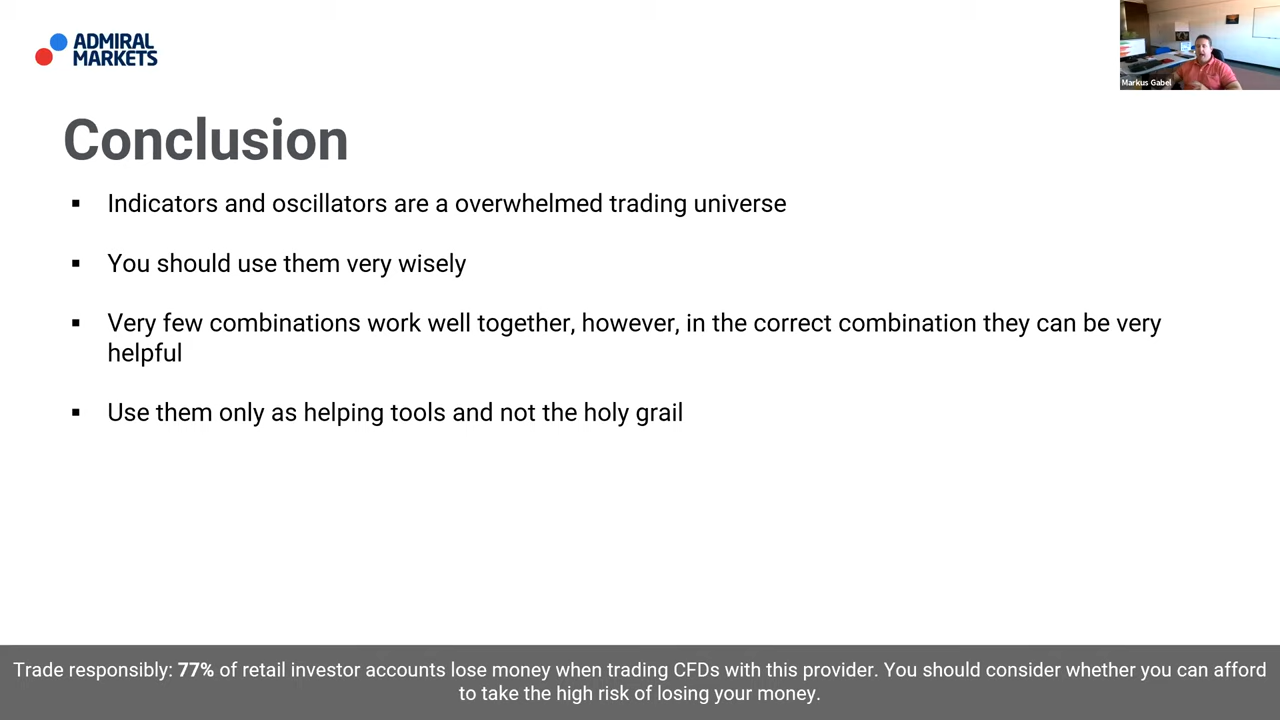 ADMIRAL
MARKETS
Markus Gabel
Conclusion
▪ Indicators and oscillators are a overwhelmed trading universe
▪ You should use them very wisely
▪ Very few combinations work well together, however, in the correct combination they can be very
helpful
▪ Use them only as helping tools and not the holy grail
Trade responsibly: 77% of retail investor accounts lose money when trading CFDs with this provider. You should consider whether you can afford
to take the high risk of losing your money.